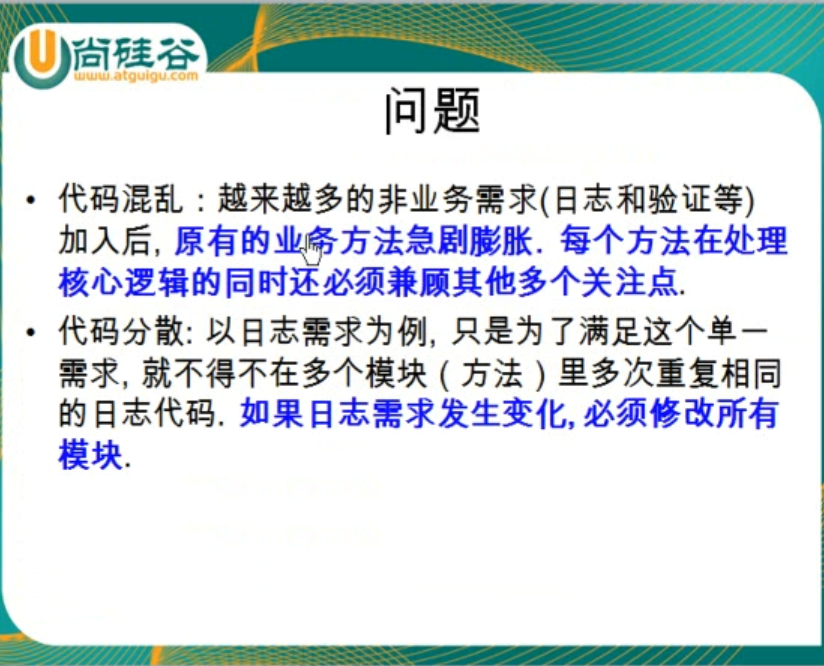 尚硅谷
www.atguigu.com
问题
• 代码混乱：越来越多的非业务需求(日志和验证等)
加入后, 原有的业务方法急剧膨胀. 每个方法在处理
核心逻辑的同时还必须兼顾其他多个关注点.
• 代码分散: 以日志需求为例, 只是为了满足这个单一
需求, 就不得不在多个模块（方法）里多次重复相同
的日志代码. 如果日志需求发生变化, 必须修改所有
模块.